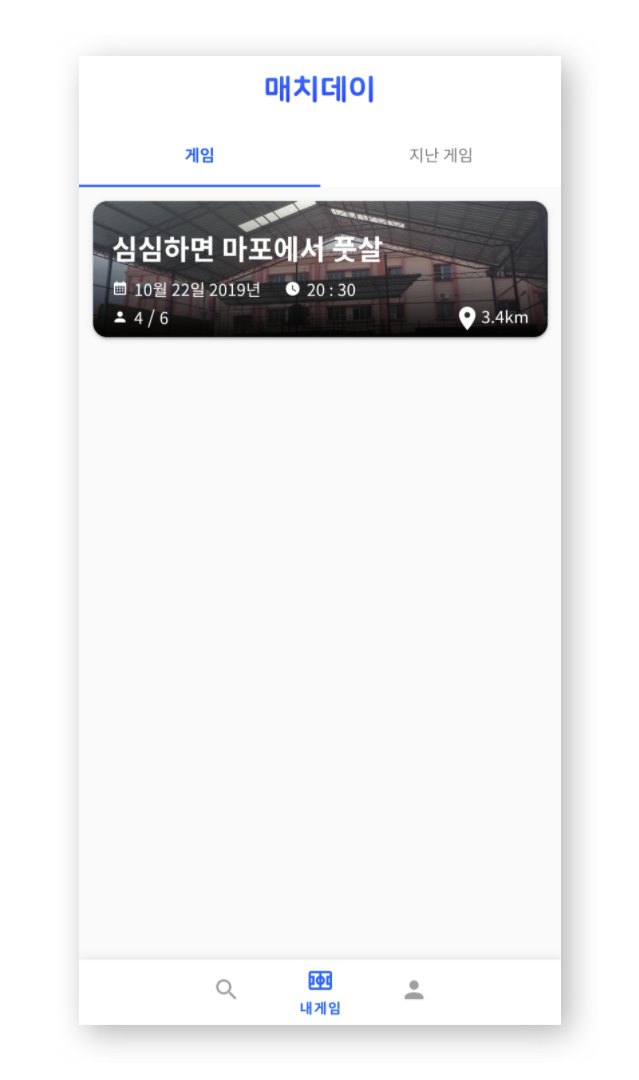 매치데이
게임 지난 게임
심심하면 마포에서 풋살
10월 22일 2019년 20 : 30
4 / 6 3.4km
내게임